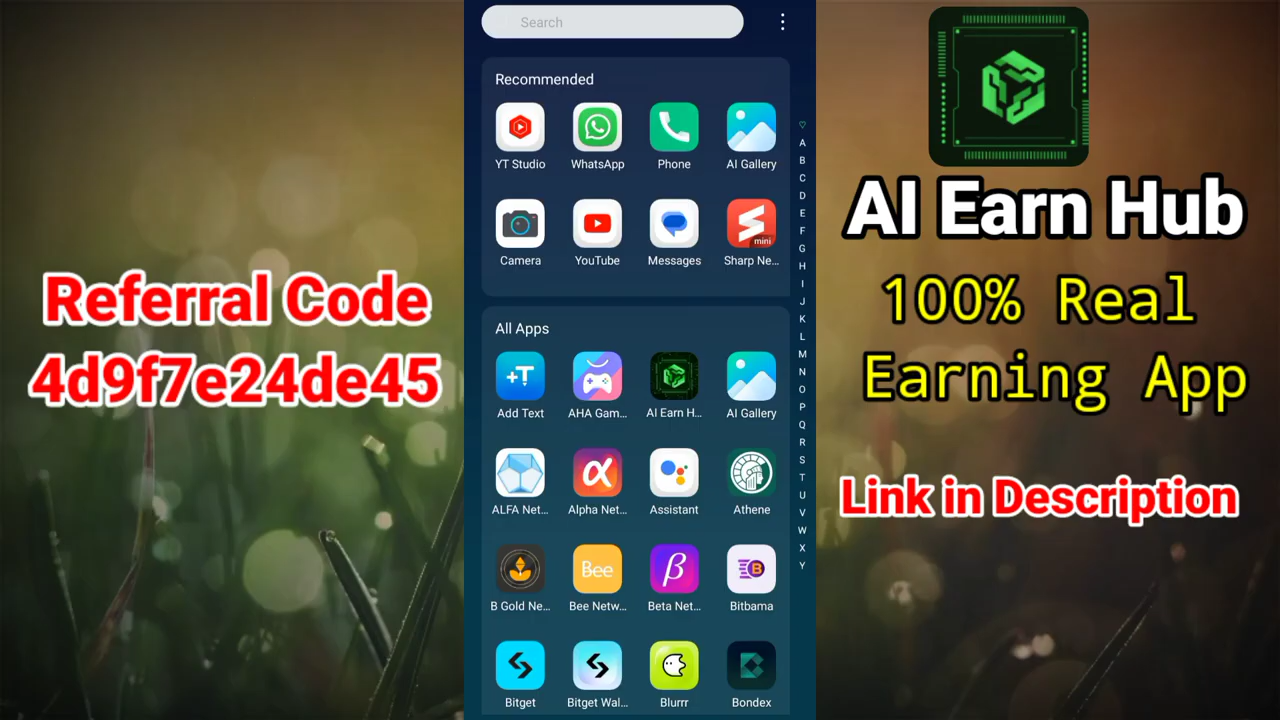 Referral Code
4d9f7e24de45
Search
Recommended
YT Studio
WhatsApp
Phone
AI Gallery
mini
Camera
YouTube
Messages
Sharp Ne...
All Apps
+T
Add Text
AHA Gam...
AI Earn H...
AI Gallery
α
ALFA Net...
Alpha Net...
Assistant
Athene
Bee
β
B
B Gold Ne...
Bee Netw...
Beta Net...
Bitbama
Bitget
Bitget Wal...
Blurrr
Bondex
A
B
C
D
E
F
G
H
I
J
K
L
M
N
O
P
Q
R
S
T
U
V
W
X
Y
AI Earn Hub
100% Real
Earning App
Link in Description